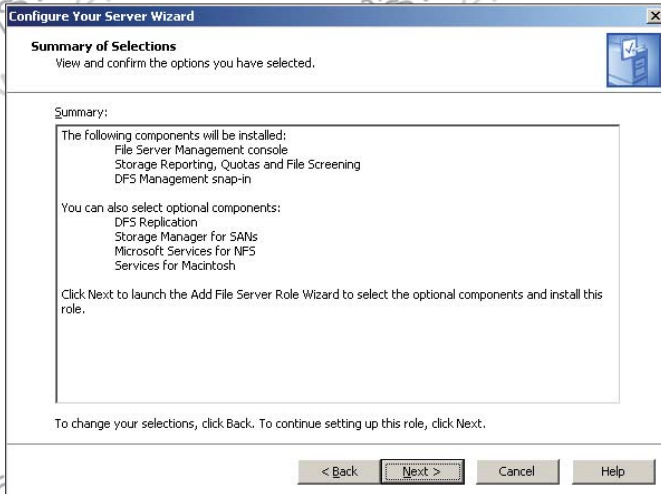 Configure Your Server Wizard
Summary of Selections
View and confirm the options you have selected.
Summary:
The following components will be installed:
File Server Management console
Storage Reporting, Quotas and File Screening
DFS Management snap-in
You can also select optional components:
DFS Replication
Storage Manager for SANs
Microsoft Services for NFS
Services for Macintosh
Click Next to launch the Add File Server Role Wizard to select the optional components and install this
role.
To change your selections, click Back. To continue setting up this role, click Next.
< Back Next > Cancel Help